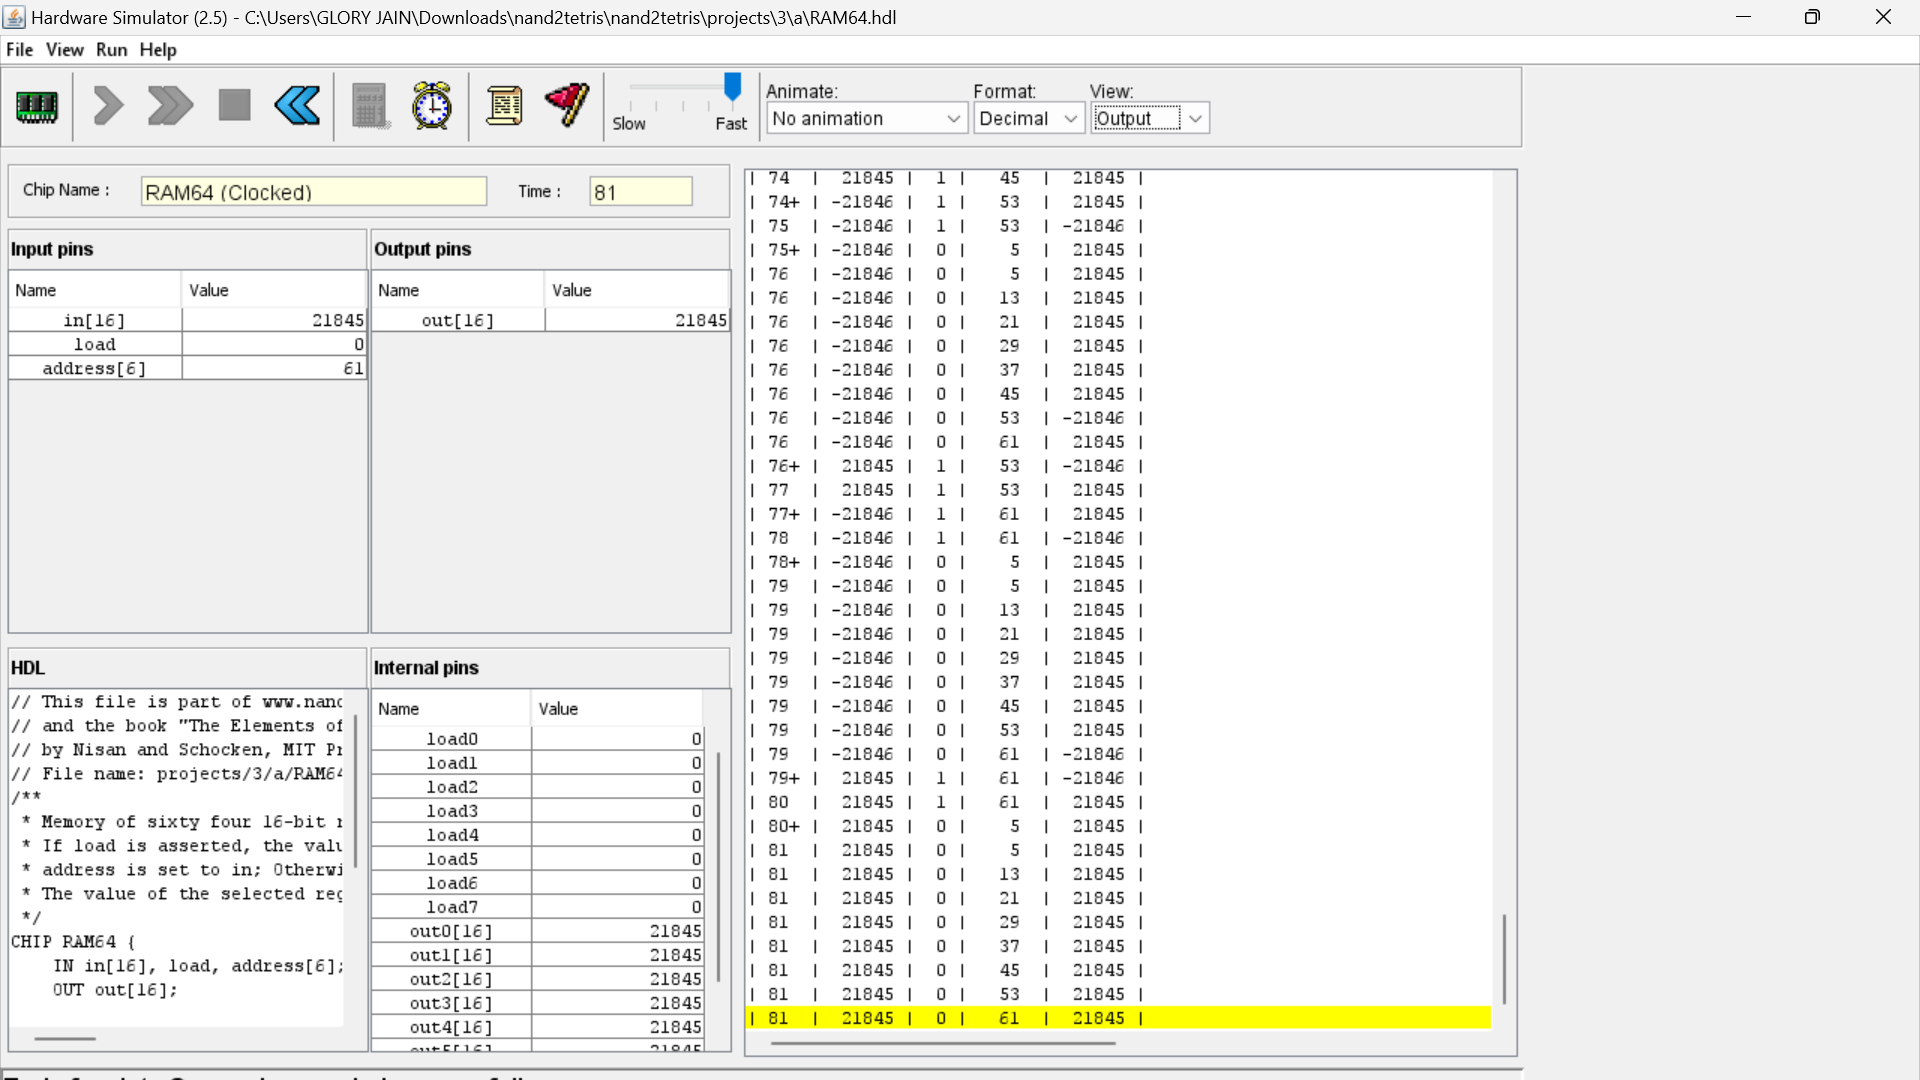 Hardware Simulator (2.5) - C:\Users\GLORY JAIN\Downloads\nand2tetris\nand2tetris\projects\3\a\RAM64.hdl
File View Run Help
Slow Fast
Animate: Format: View:
No animation Decimal Output
Chip Name : RAM64 (Clocked) Time : 81
Input pins
Name Value
in[16] 21845
load 0
address[6] 61
Output pins
Name Value
out[16] 21845
HDL
// This file is part of www.nand
// and the book "The Elements of
// by Nisan and Schocken, MIT Pr
// File name: projects/3/a/RAM64
/**
* Memory of sixty four 16-bit r
* If load is asserted, the valu
* address is set to in; Otherwi
* The value of the selected reg
*/
CHIP RAM64 {
IN in[16], load, address[6];
OUT out[16];
Internal pins
Name Value
load0 0
load1 0
load2 0
load3 0
load4 0
load5 0
load6 0
load7 0
out0[16] 21845
out1[16] 21845
out2[16] 21845
out3[16] 21845
out4[16] 21845
out5[16] 21845
| 74 | 21845 | 1 | 45 | 21845 |
| 74+ | -21846 | 1 | 53 | 21845 |
| 75 | -21846 | 1 | 53 | -21846 |
| 75+ | -21846 | 0 | 5 | 21845 |
| 76 | -21846 | 0 | 5 | 21845 |
| 76 | -21846 | 0 | 13 | 21845 |
| 76 | -21846 | 0 | 21 | 21845 |
| 76 | -21846 | 0 | 29 | 21845 |
| 76 | -21846 | 0 | 37 | 21845 |
| 76 | -21846 | 0 | 45 | 21845 |
| 76 | -21846 | 0 | 53 | -21846 |
| 76 | -21846 | 0 | 61 | 21845 |
| 76+ | 21845 | 1 | 53 | -21846 |
| 77 | 21845 | 1 | 53 | 21845 |
| 77+ | -21846 | 1 | 61 | 21845 |
| 78 | -21846 | 1 | 61 | -21846 |
| 78+ | -21846 | 0 | 5 | 21845 |
| 79 | -21846 | 0 | 5 | 21845 |
| 79 | -21846 | 0 | 13 | 21845 |
| 79 | -21846 | 0 | 21 | 21845 |
| 79 | -21846 | 0 | 29 | 21845 |
| 79 | -21846 | 0 | 37 | 21845 |
| 79 | -21846 | 0 | 45 | 21845 |
| 79 | -21846 | 0 | 53 | 21845 |
| 79 | -21846 | 0 | 61 | -21846 |
| 79+ | 21845 | 1 | 61 | -21846 |
| 80 | 21845 | 1 | 61 | 21845 |
| 80+ | 21845 | 0 | 5 | 21845 |
| 81 | 21845 | 0 | 5 | 21845 |
| 81 | 21845 | 0 | 13 | 21845 |
| 81 | 21845 | 0 | 21 | 21845 |
| 81 | 21845 | 0 | 29 | 21845 |
| 81 | 21845 | 0 | 37 | 21845 |
| 81 | 21845 | 0 | 45 | 21845 |
| 81 | 21845 | 0 | 53 | 21845 |
| 81 | 21845 | 0 | 61 | 21845 |